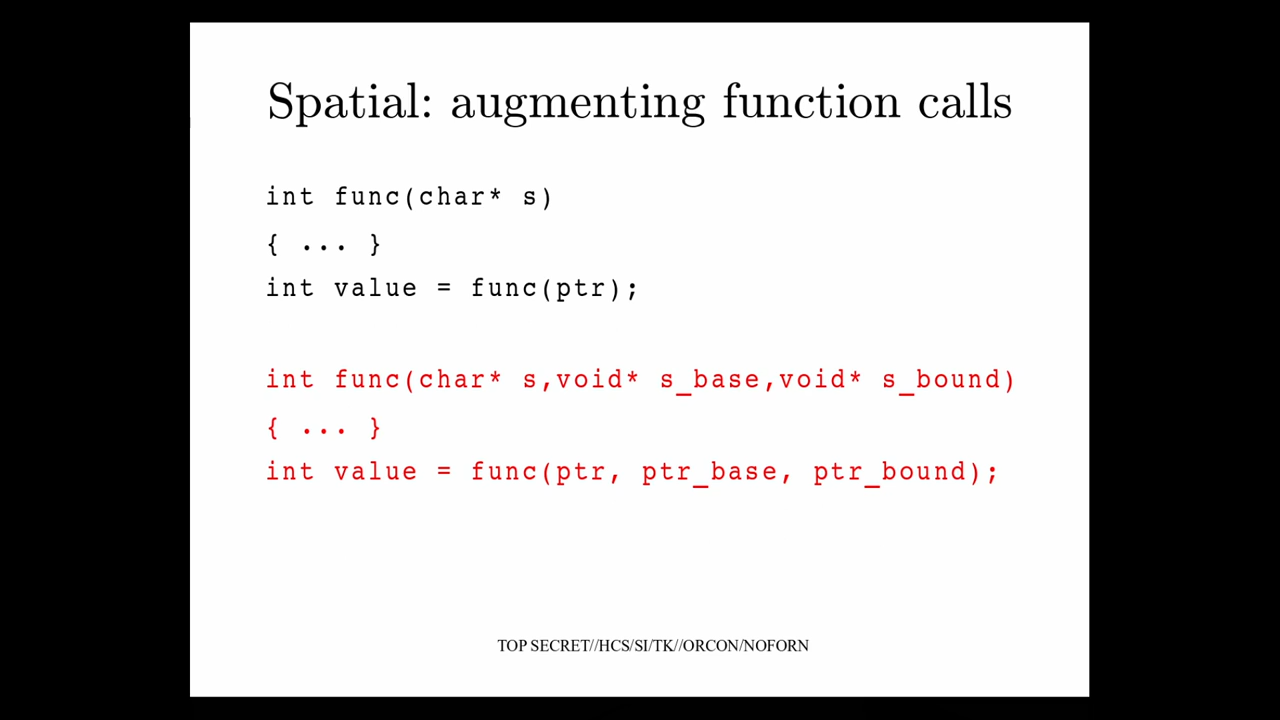 Spatial: augmenting function calls
int func(char* s)
{ ... }
int value = func(ptr);
int func(char* s,void* s_base,void* s_bound)
{ ... }
int value = func(ptr, ptr_base, ptr_bound);
TOP SECRET//HCS/SI/TK//ORCON/NOFORN